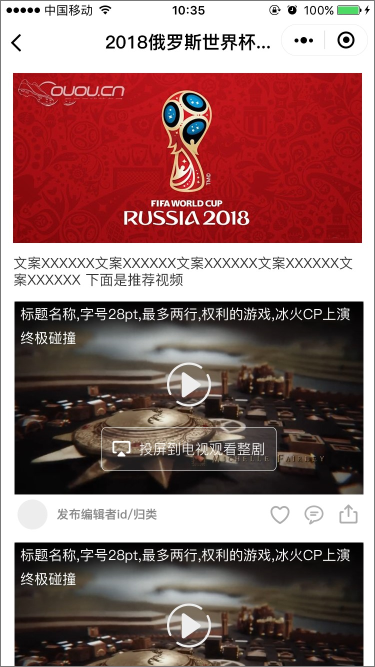 中国移动 10:35 100%
2018俄罗斯世界杯...
ouou.cn
FIFA WORLD CUP
RUSSIA 2018
文案XXXXXX文案XXXXXX文案XXXXXX文案XXXXXX文
案XXXXXX 下面是推荐视频
标题名称,字号28pt,最多两行,权利的游戏,冰火CP上演
终极碰撞
投屏到电视观看整剧
发布编辑者id/归类
标题名称,字号28pt,最多两行,权利的游戏,冰火CP上演
终极碰撞